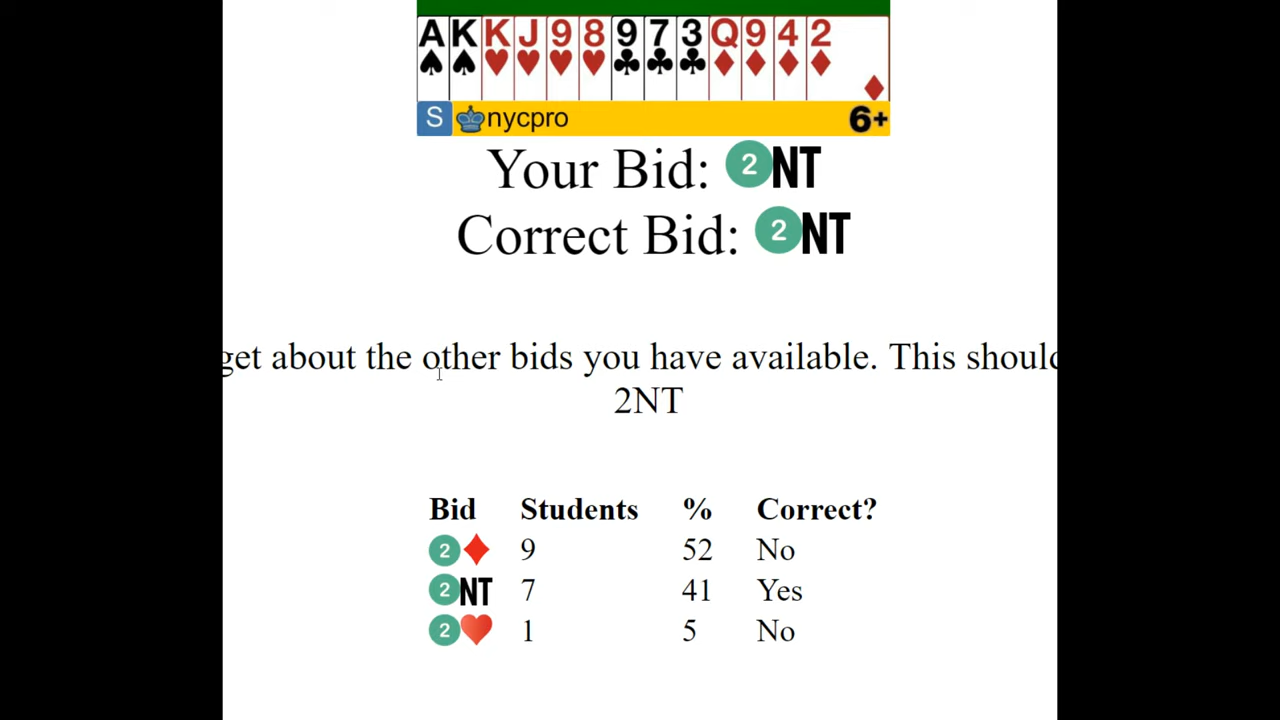 A K K J 9 8 9 7 3 Q 9 4 2
♠ ♠ ♥ ♥ ♥ ♥ ♣ ♣ ♣ ♦ ♦ ♦ ♦ ♦
S nycpro 6+
Your Bid: 2NT
Correct Bid: 2NT
get about the other bids you have available. This should
2NT
Bid Students % Correct?
2♦ 9 52 No
2NT 7 41 Yes
2♥ 1 5 No